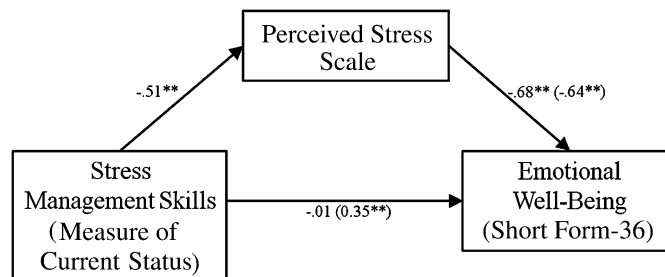 Perceived Stress
Scale
-.51**
-.68** (-.64**)
Stress
Management Skills
(Measure of
Current Status)
-.01 (0.35**)
Emotional
Well-Being
(Short Form-36)